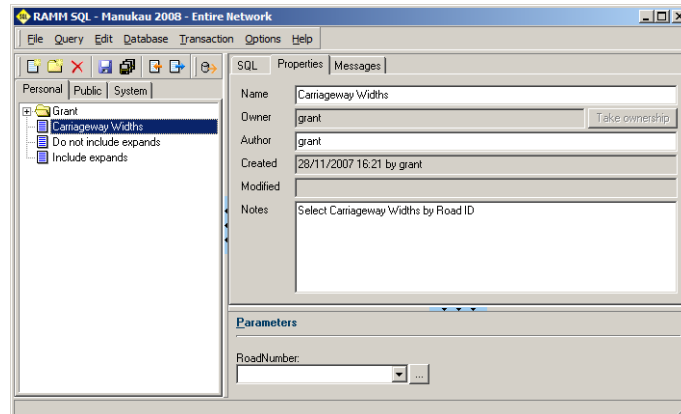 RAMM SQL - Manukau 2008 - Entire Network
File Query Edit Database Transaction Options Help
SQL Properties Messages
Personal Public System
Grant
Carriageway Widths
Do not include expands
Include expands
Name Carriageway Widths
Owner grant Take ownership
Author grant
Created 28/11/2007 16:21 by grant
Modified
Notes Select Carriageway Widths by Road ID
Parameters
RoadNumber:
...